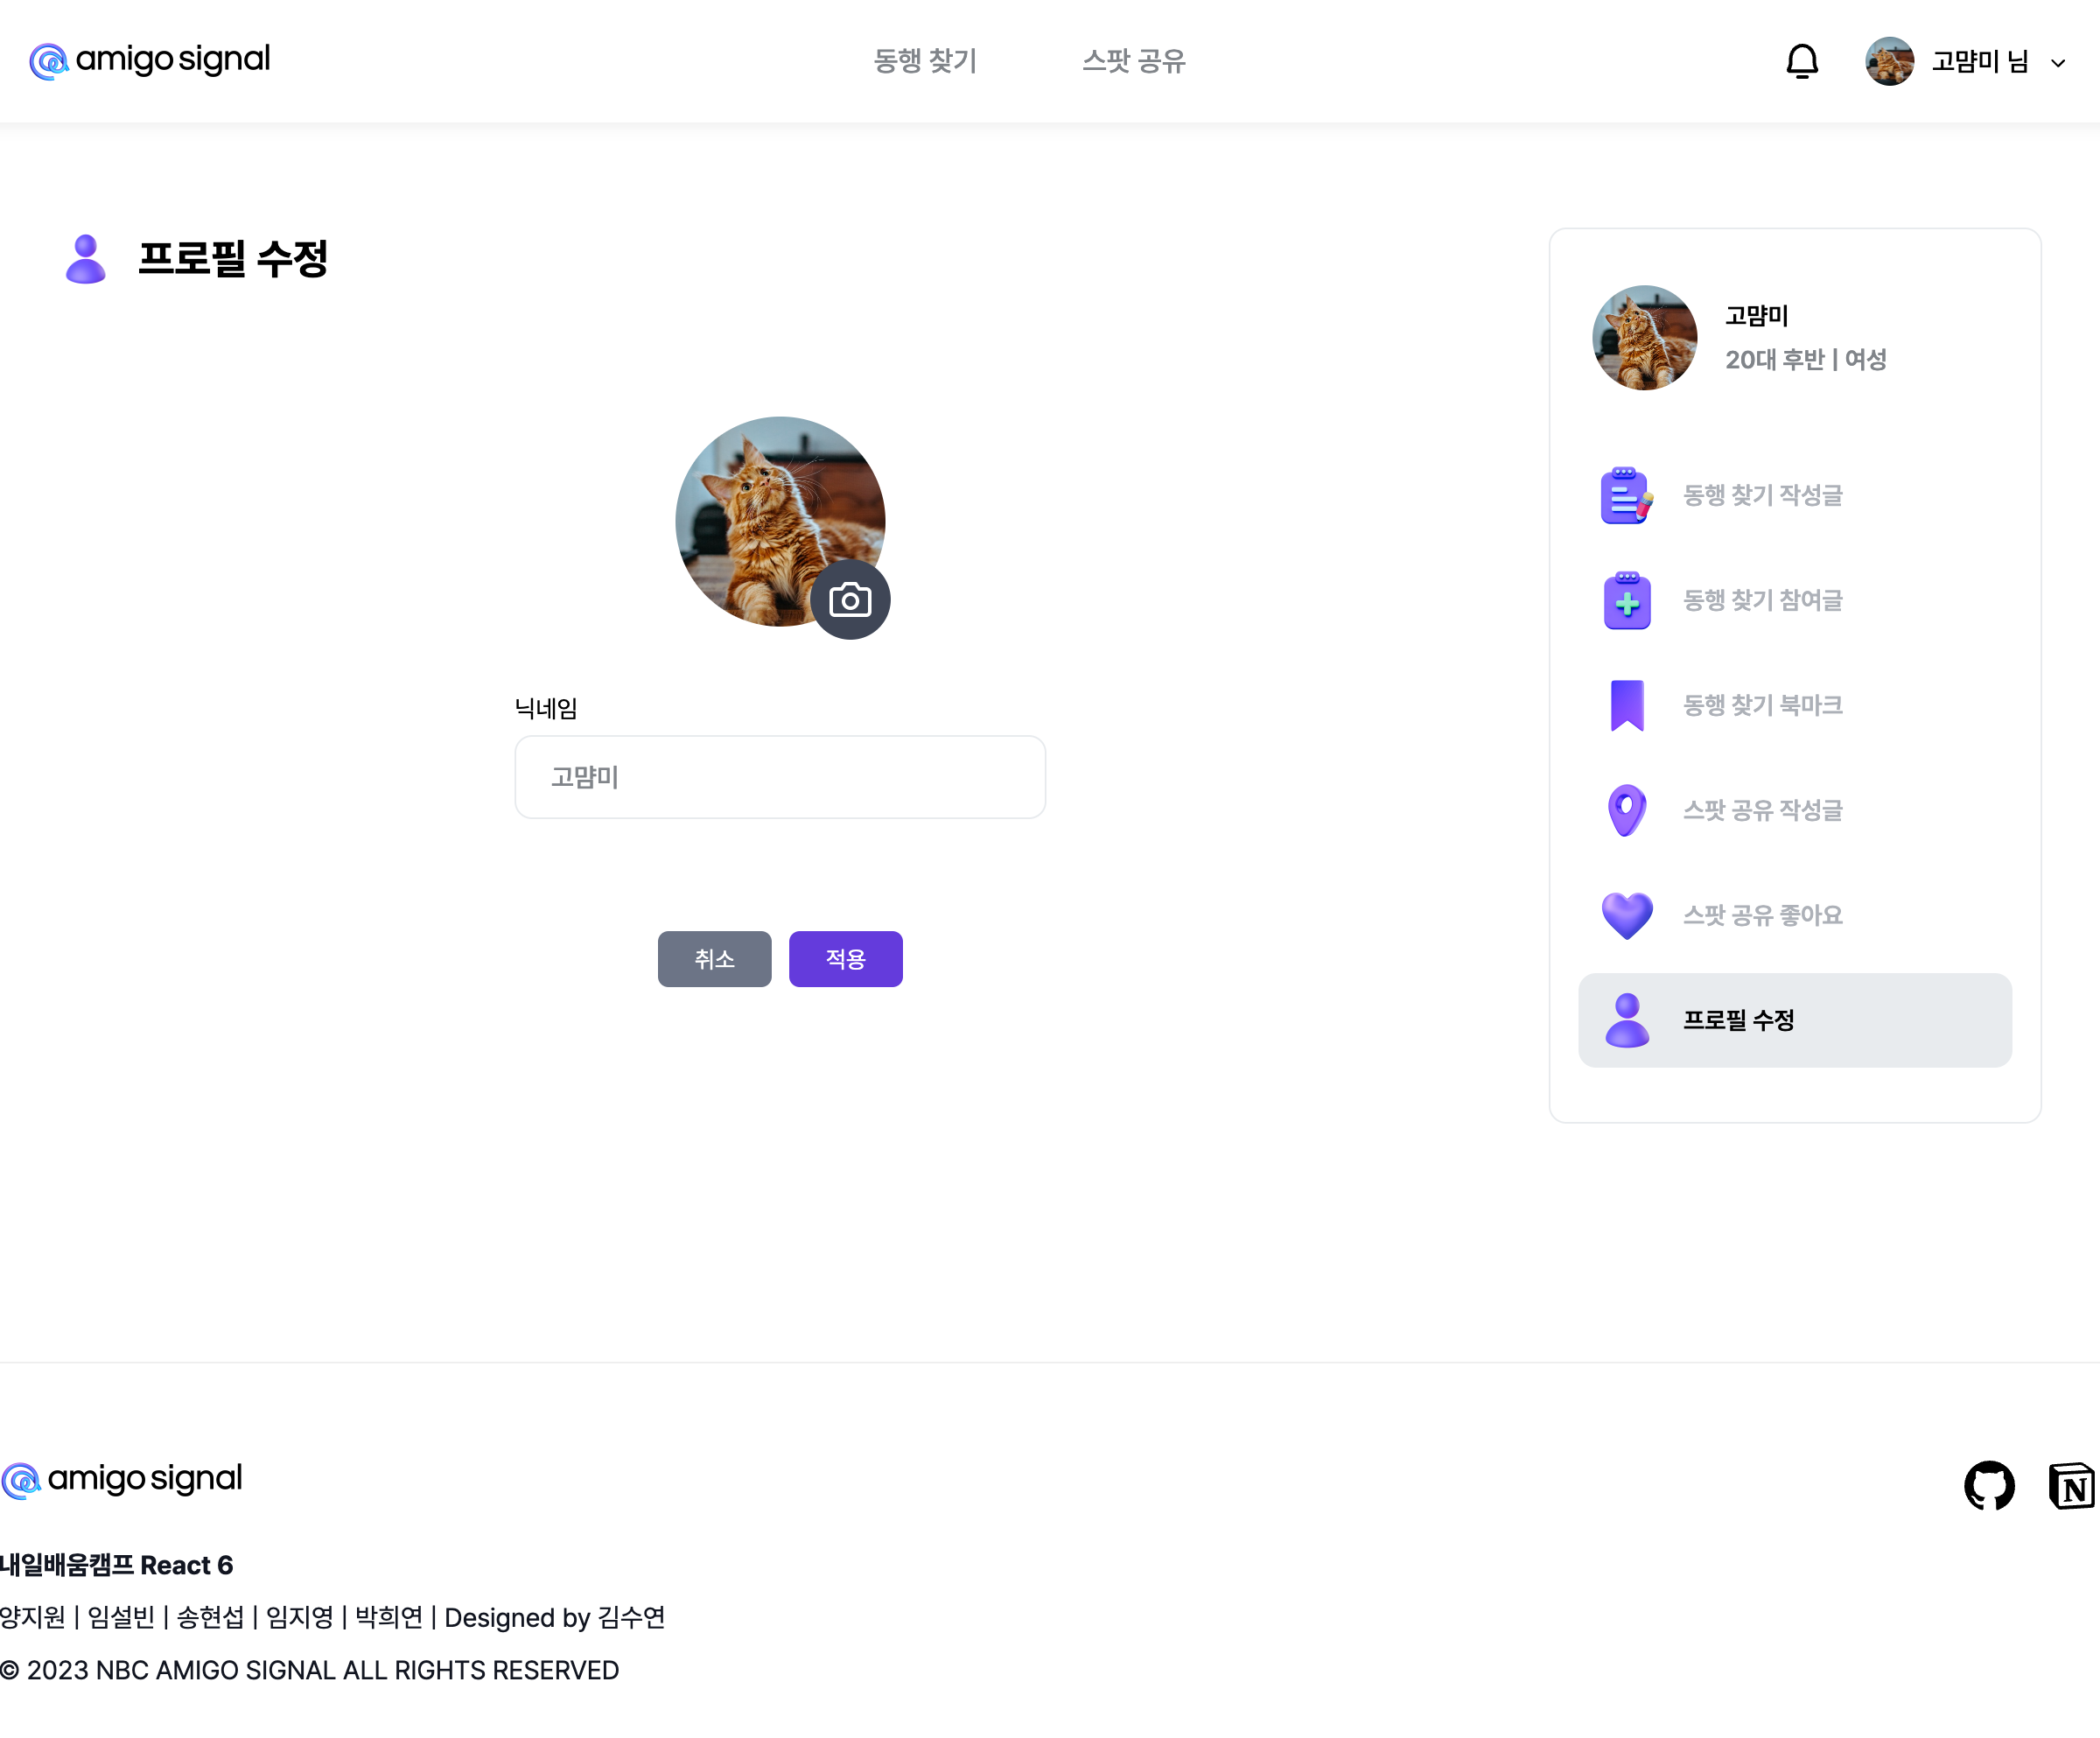 amigo signal
동행 찾기
스팟 공유
고먐미 님
프로필 수정
닉네임
고먐미
취소
적용
고먐미
20대 후반 | 여성
동행 찾기 작성글
동행 찾기 참여글
동행 찾기 북마크
스팟 공유 작성글
스팟 공유 좋아요
프로필 수정
amigo signal
내일배움캠프 React 6
양지원 | 임설빈 | 송현섭 | 임지영 | 박희연 | Designed by 김수연
© 2023 NBC AMIGO SIGNAL ALL RIGHTS RESERVED